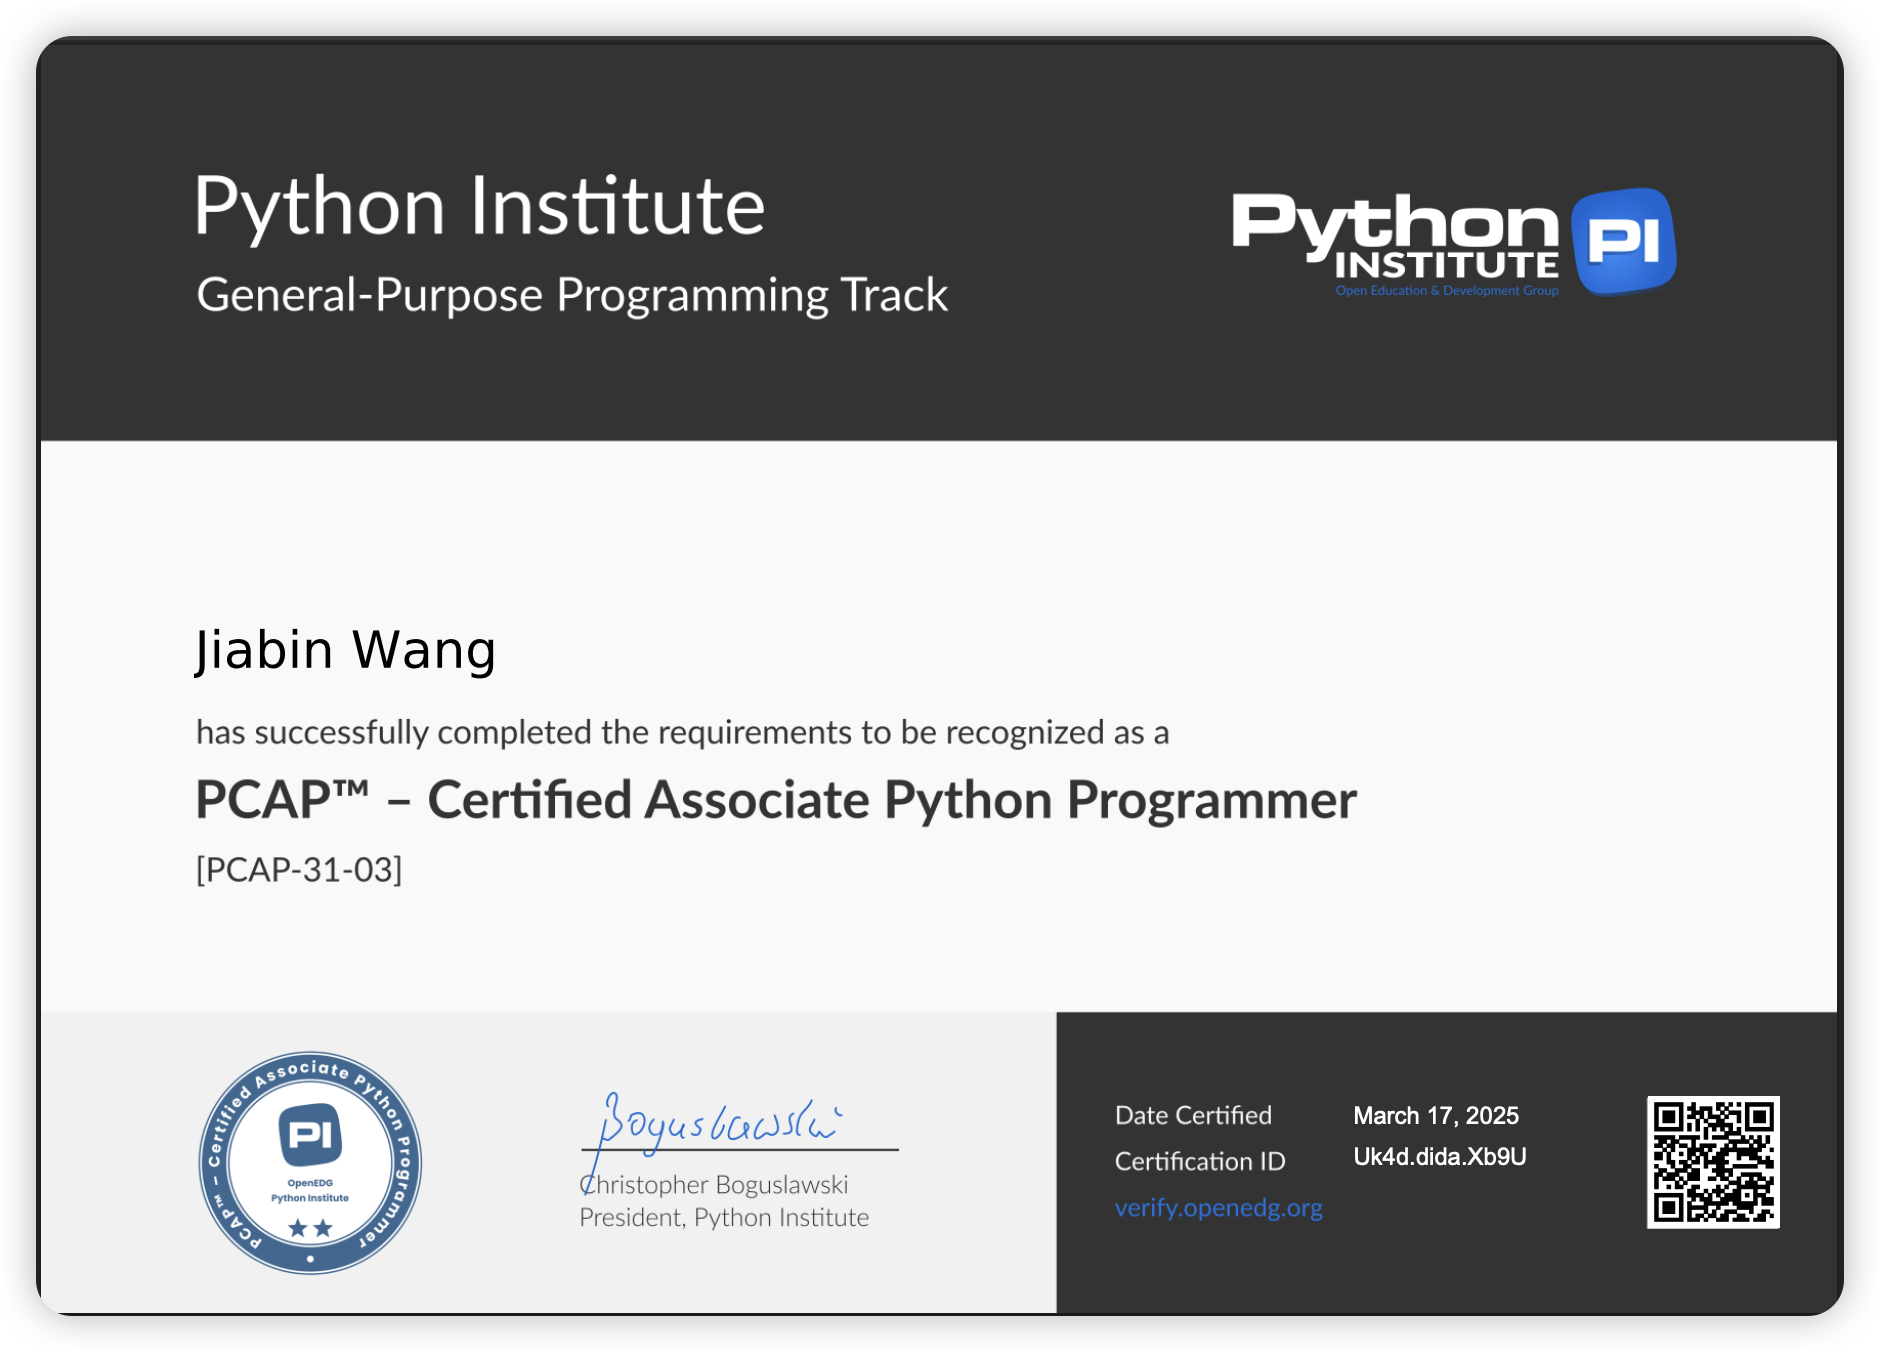 Python Institute
General-Purpose Programming Track
Python
INSTITUTE
Open Education & Development Group
PI
Jiabin Wang
has successfully completed the requirements to be recognized as a
PCAP™ – Certified Associate Python Programmer
[PCAP-31-03]
PCAP™ – Certified Associate Python Programmer
PI
OpenEDG
Python Institute
Boguslawski
Christopher Boguslawski
President, Python Institute
Date Certified March 17, 2025
Certification ID Uk4d.dida.Xb9U
verify.openedg.org